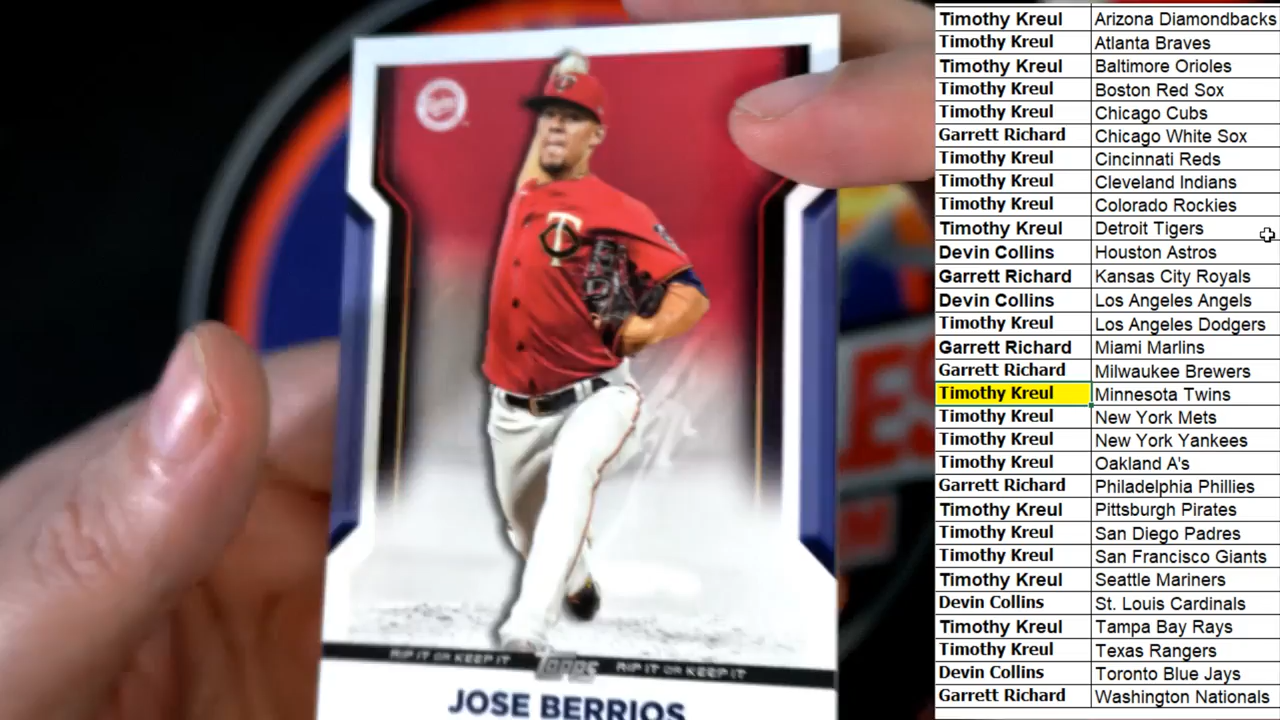 RIP IT OR KEEP IT topps RIP IT OR KEEP IT
JOSE BERRIOS
Timothy Kreul Arizona Diamondbacks
Timothy Kreul Atlanta Braves
Timothy Kreul Baltimore Orioles
Timothy Kreul Boston Red Sox
Timothy Kreul Chicago Cubs
Garrett Richard Chicago White Sox
Timothy Kreul Cincinnati Reds
Timothy Kreul Cleveland Indians
Timothy Kreul Colorado Rockies
Timothy Kreul Detroit Tigers
Devin Collins Houston Astros
Garrett Richard Kansas City Royals
Devin Collins Los Angeles Angels
Timothy Kreul Los Angeles Dodgers
Garrett Richard Miami Marlins
Garrett Richard Milwaukee Brewers
Timothy Kreul Minnesota Twins
Timothy Kreul New York Mets
Timothy Kreul New York Yankees
Timothy Kreul Oakland A's
Garrett Richard Philadelphia Phillies
Timothy Kreul Pittsburgh Pirates
Timothy Kreul San Diego Padres
Timothy Kreul San Francisco Giants
Timothy Kreul Seattle Mariners
Devin Collins St. Louis Cardinals
Timothy Kreul Tampa Bay Rays
Timothy Kreul Texas Rangers
Devin Collins Toronto Blue Jays
Garrett Richard Washington Nationals